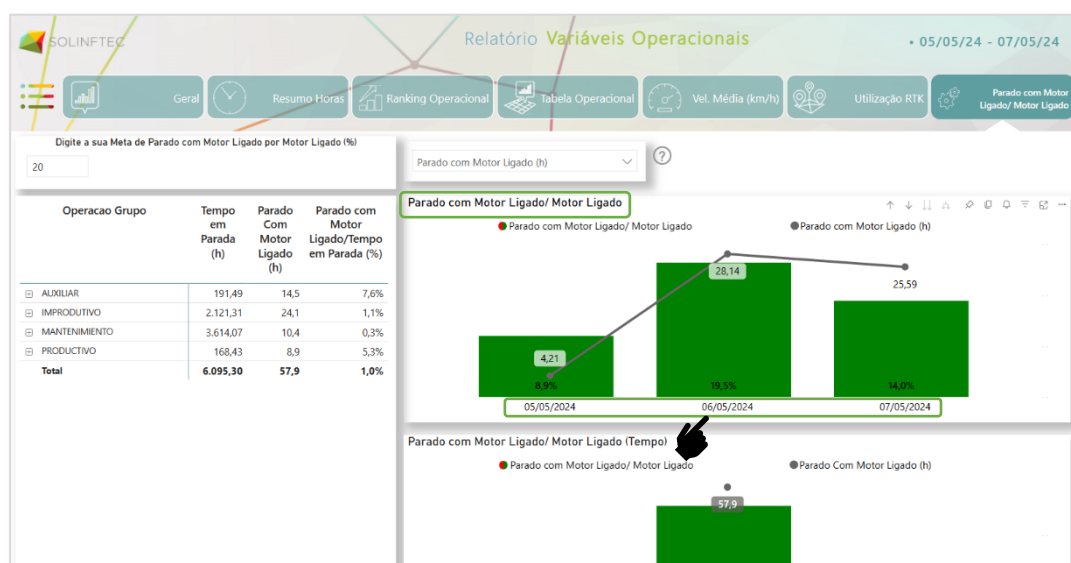 SOLINFTEC
Relatório Variáveis Operacionais
• 05/05/24 - 07/05/24
Geral
Resumo Horas
Ranking Operacional
Tabela Operacional
Vel. Média (km/h)
Utilização RTK
Parado com Motor
Ligado/ Motor Ligado
Digite a sua Meta de Parado com Motor Ligado por Motor Ligado (%)
20
Parado com Motor Ligado (h)
?
Operacao Grupo
Tempo
em
Parada
(h)
Parado
Com
Motor
Ligado
(h)
Parado com
Motor
Ligado/Tempo
em Parada (%)
AUXILIAR 191,49 14,5 7,6%
IMPRODUTIVO 2.121,31 24,1 1,1%
MANTENIMIENTO 3.614,07 10,4 0,3%
PRODUCTIVO 168,43 8,9 5,3%
Total 6.095,30 57,9 1,0%
Parado com Motor Ligado/ Motor Ligado
Parado com Motor Ligado/ Motor Ligado
Parado com Motor Ligado (h)
28,14
25,59
4,21
8,9% 19,5% 14,0%
05/05/2024 06/05/2024 07/05/2024
Parado com Motor Ligado/ Motor Ligado (Tempo)
Parado com Motor Ligado/ Motor Ligado
Parado Com Motor Ligado (h)
57,9